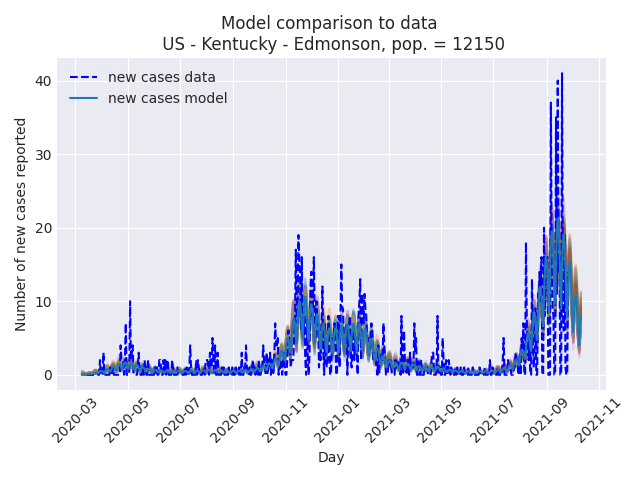 Model comparison to data
US - Kentucky - Edmonson, pop. = 12150
new cases data
new cases model
Number of new cases reported
40
30
20
10
0
2020-03
2020-05
2020-07
2020-09
2020-11
2021-01
2021-03
2021-05
2021-07
2021-09
2021-11
Day